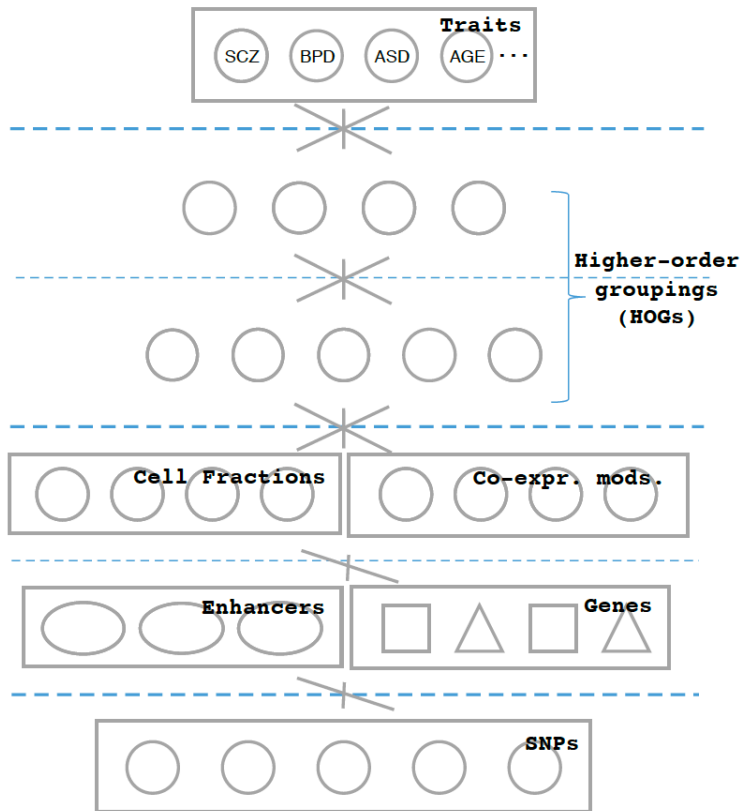 Traits
SCZ BPD ASD AGE ...
Higher-order
groupings
(HOGs)
Cell Fractions
Co-expr. mods.
Enhancers
Genes
SNPs